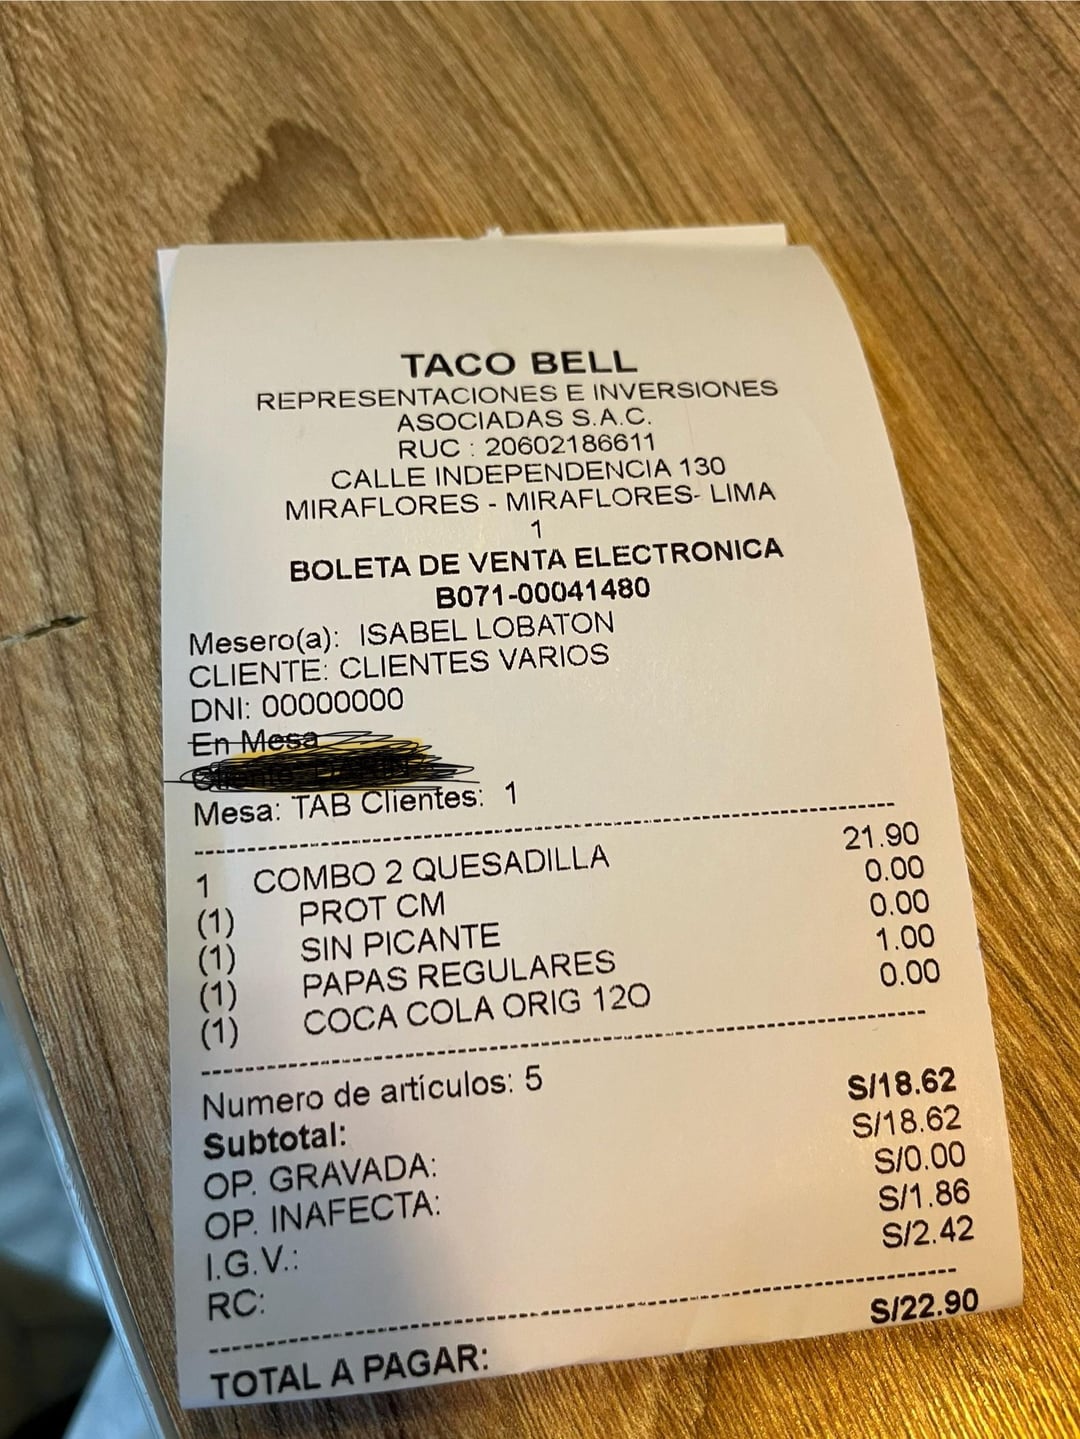 TACO BELL
REPRESENTACIONES E INVERSIONES
ASOCIADAS S.A.C.
RUC : 20602186611
CALLE INDEPENDENCIA 130
MIRAFLORES - MIRAFLORES- LIMA
1
BOLETA DE VENTA ELECTRONICA
B071-00041480
Mesero(a): ISABEL LOBATON
CLIENTE: CLIENTES VARIOS
DNI: 00000000
En Mesa
Mesa: TAB Clientes: 1
1 COMBO 2 QUESADILLA 21.90
(1) PROT CM 0.00
(1) SIN PICANTE 0.00
(1) PAPAS REGULARES 1.00
(1) COCA COLA ORIG 12O 0.00
Numero de artículos: 5
Subtotal: S/18.62
OP. GRAVADA: S/18.62
OP. INAFECTA: S/0.00
I.G.V.: S/1.86
RC: S/2.42
TOTAL A PAGAR: S/22.90